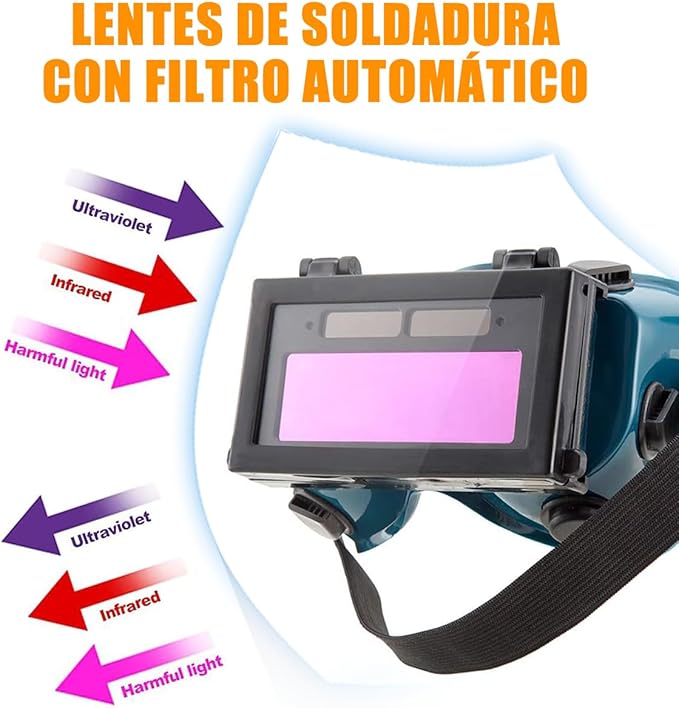 LENTES DE SOLDADURA
CON FILTRO AUTOMÁTICO
Ultraviolet
Infrared
Harmful light
Ultraviolet
Infrared
Harmful light